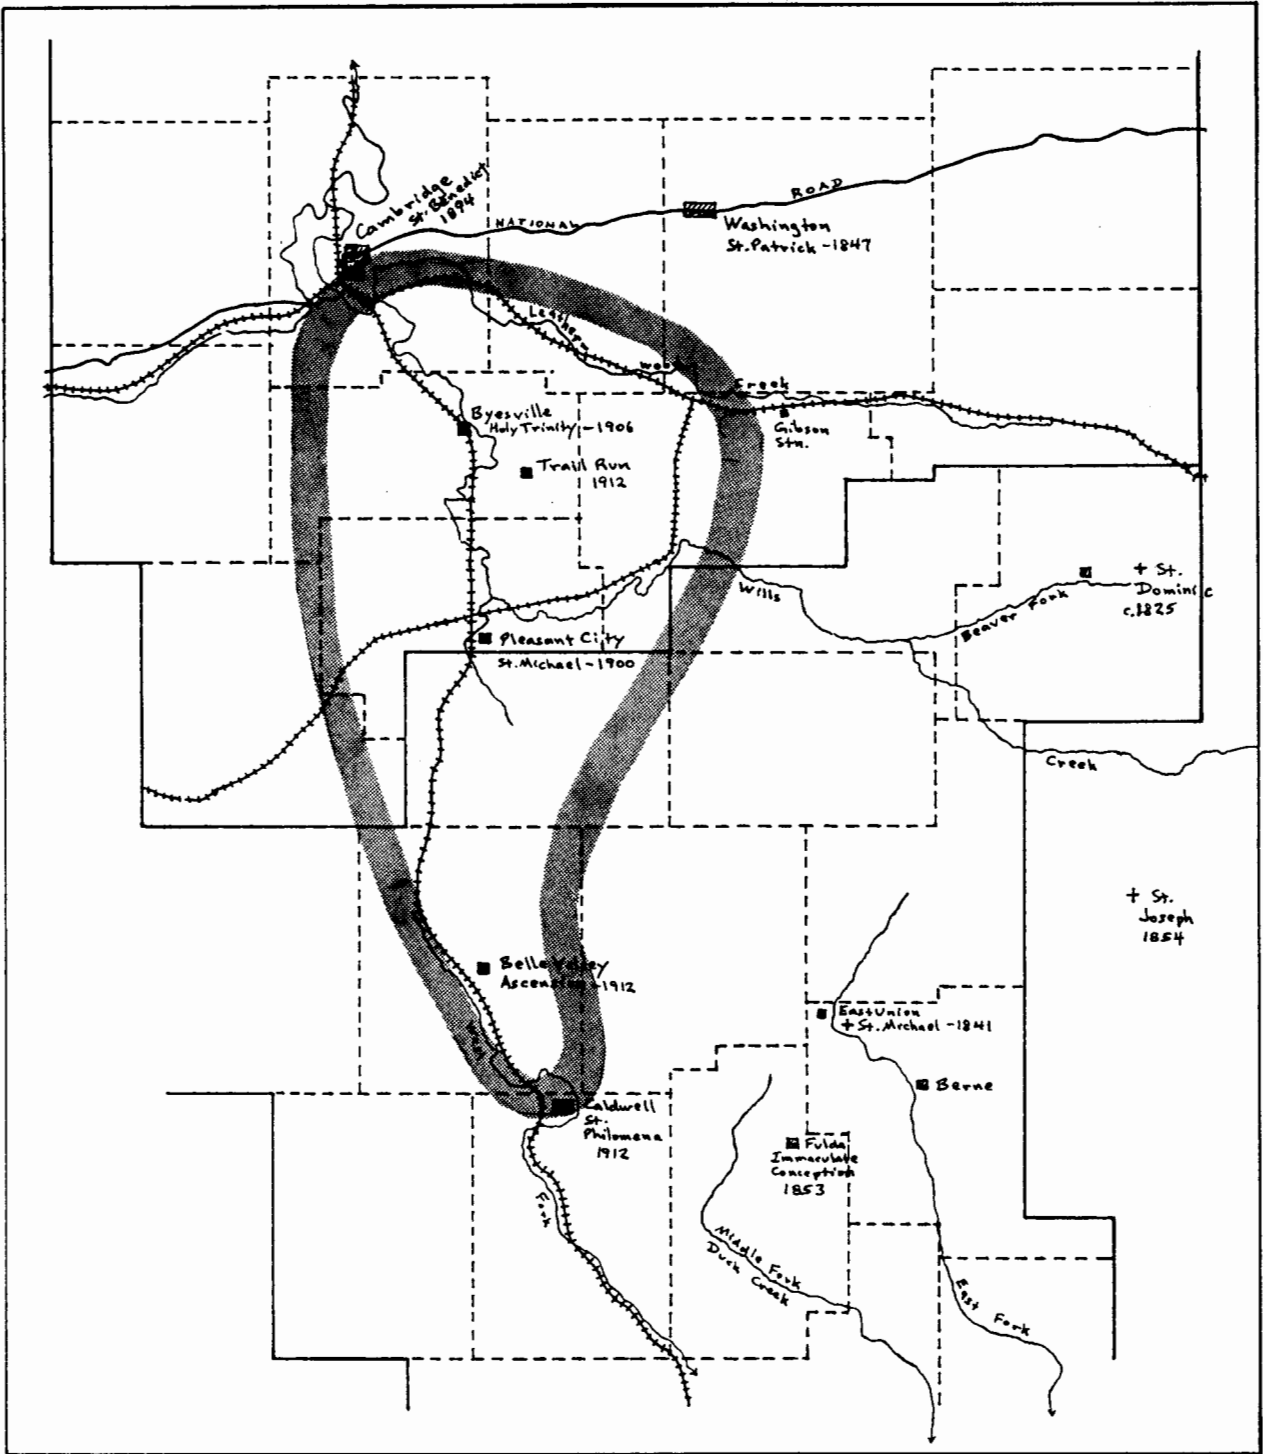 Cambridge
St. Benedict
1894
NATIONAL
ROAD
Washington
St. Patrick - 1847
Leatherwood
Creek
Gibson
Stn.
Byesville
Holy Trinity - 1906
Trail Run
1912
Wills
Beaver Fork
+ St.
Dominic
c.1825
Pleasant City
St. Michael - 1900
Creek
+ St.
Joseph
1854
Belle Valley
Ascension - 1912
East Union
+ St. Michael - 1841
Berne
West
Caldwell
St.
Philomena
1912
Fulda
Immaculate
Conception
1853
Fork
Middle Fork
Duck Creek
East Fork